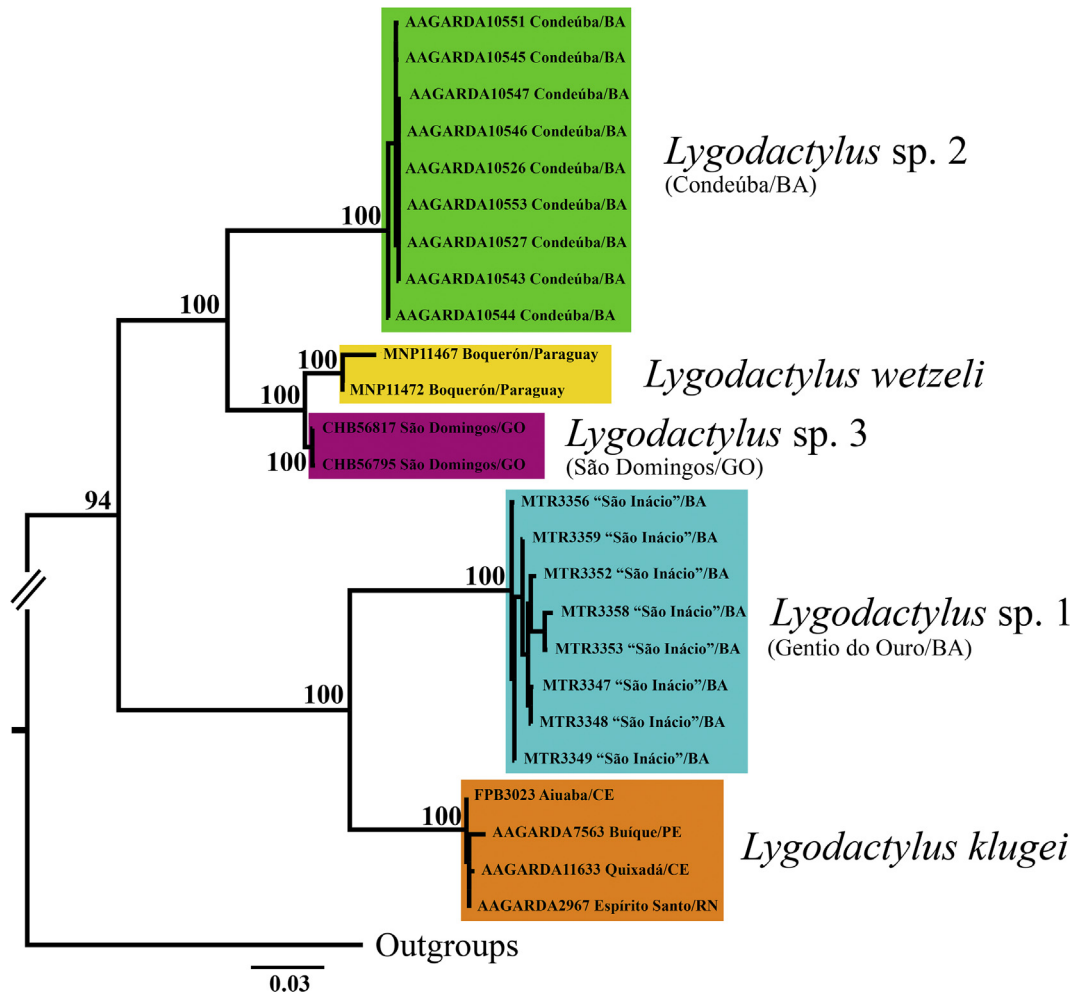 AAGARDA10551 Condeúba/BA
AAGARDA10545 Condeúba/BA
AAGARDA10547 Condeúba/BA
AAGARDA10546 Condeúba/BA
AAGARDA10526 Condeúba/BA
AAGARDA10553 Condeúba/BA
AAGARDA10527 Condeúba/BA
AAGARDA10543 Condeúba/BA
AAGARDA10544 Condeúba/BA
Lygodactylus sp. 2
(Condeúba/BA)
100
100
MNP11467 Boquerón/Paraguay
MNP11472 Boquerón/Paraguay
Lygodactylus wetzeli
100
100
CHB56817 São Domingos/GO
CHB56795 São Domingos/GO
Lygodactylus sp. 3
(São Domingos/GO)
100
94
MTR3356 “São Inácio”/BA
MTR3359 “São Inácio”/BA
MTR3352 “São Inácio”/BA
MTR3358 “São Inácio”/BA
MTR3353 “São Inácio”/BA
MTR3347 “São Inácio”/BA
MTR3348 “São Inácio”/BA
MTR3349 “São Inácio”/BA
Lygodactylus sp. 1
(Gentio do Ouro/BA)
100
100
FPB3023 Aiuaba/CE
AAGARDA7563 Buíque/PE
AAGARDA11633 Quixadá/CE
AAGARDA2967 Espírito Santo/RN
Lygodactylus klugei
100
Outgroups
0.03